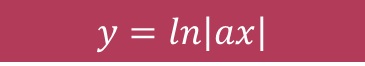 y = ln|ax|